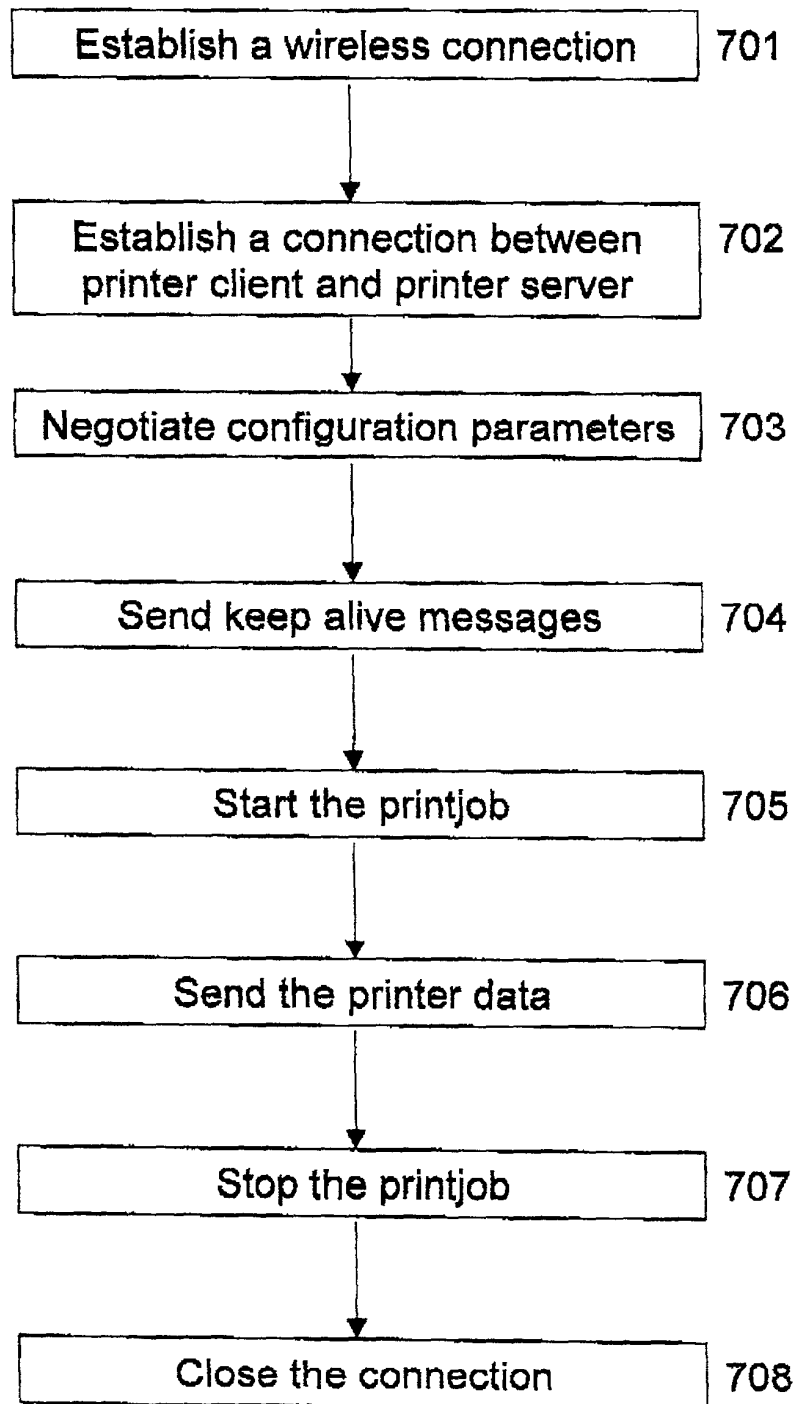 Establish a wireless connection 701
Establish a connection between 702
printer client and printer server
Negotiate configuration parameters 703
Send keep alive messages 704
Start the printjob 705
Send the printer data 706
Stop the printjob 707
Close the connection 708